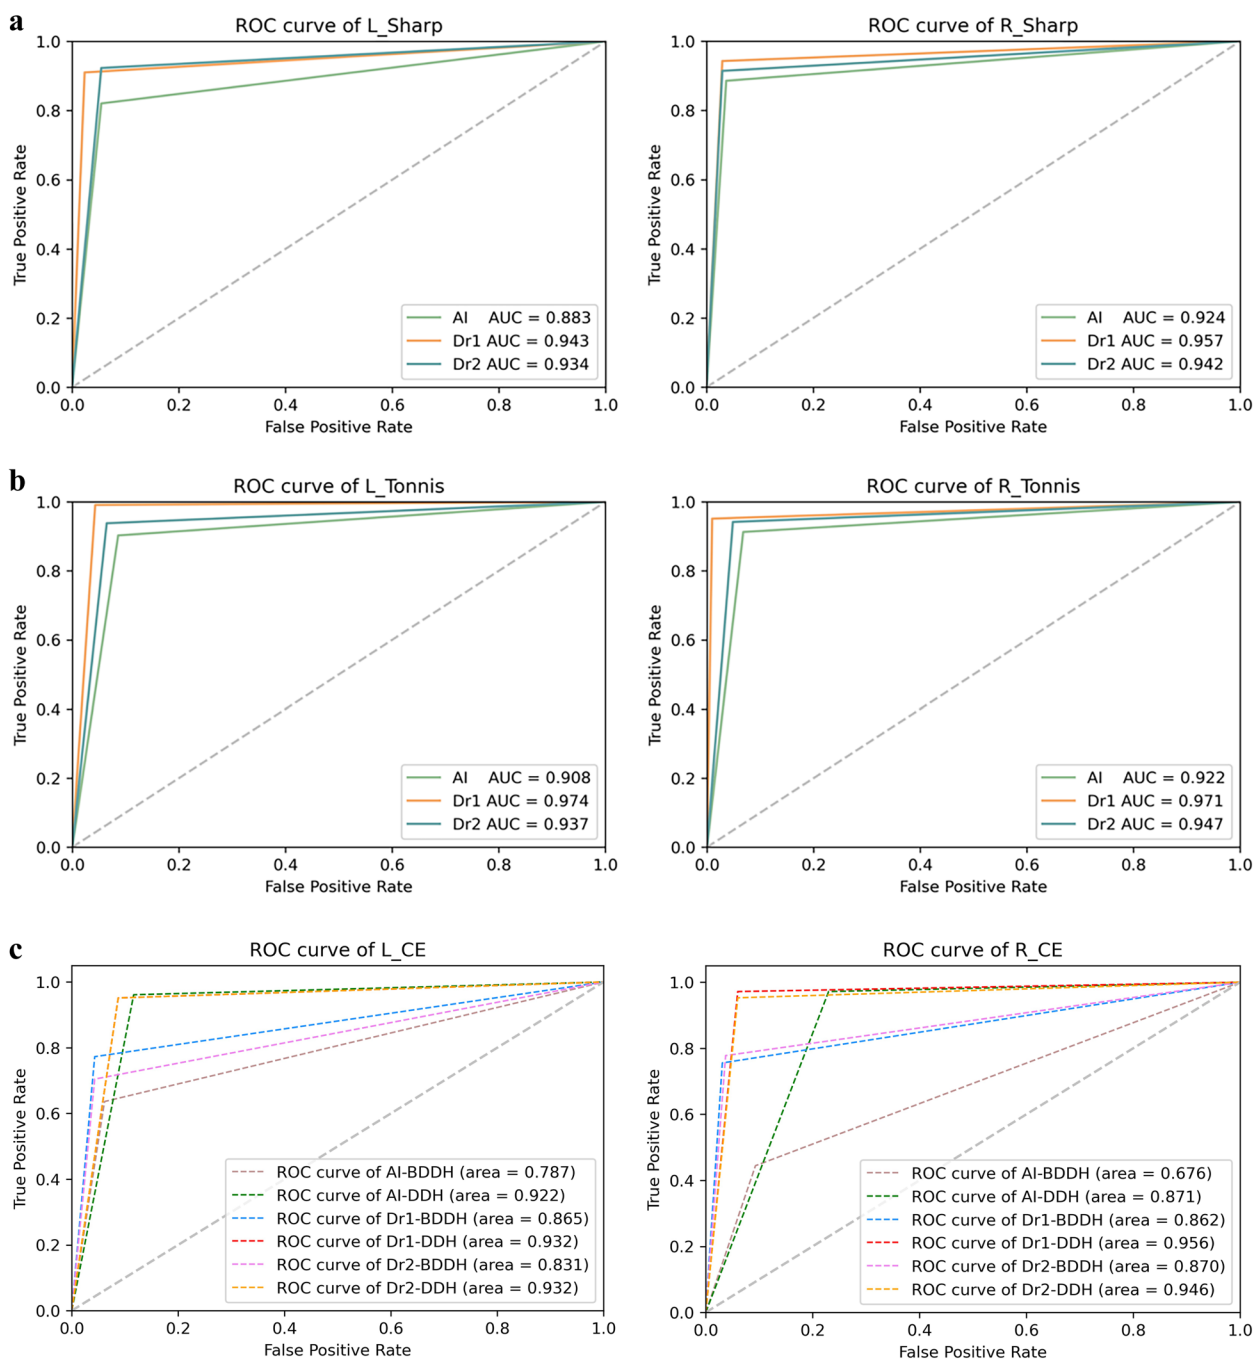 a
ROC curve of L_Sharp
True Positive Rate
1.0
0.8
0.6
0.4
0.2
0.0
AI AUC = 0.883
Dr1 AUC = 0.943
Dr2 AUC = 0.934
0.0 0.2 0.4 0.6 0.8 1.0
False Positive Rate
ROC curve of R_Sharp
True Positive Rate
1.0
0.8
0.6
0.4
0.2
0.0
AI AUC = 0.924
Dr1 AUC = 0.957
Dr2 AUC = 0.942
0.0 0.2 0.4 0.6 0.8 1.0
False Positive Rate
b
ROC curve of L_Tonnis
True Positive Rate
1.0
0.8
0.6
0.4
0.2
0.0
AI AUC = 0.908
Dr1 AUC = 0.974
Dr2 AUC = 0.937
0.0 0.2 0.4 0.6 0.8 1.0
False Positive Rate
ROC curve of R_Tonnis
True Positive Rate
1.0
0.8
0.6
0.4
0.2
0.0
AI AUC = 0.922
Dr1 AUC = 0.971
Dr2 AUC = 0.947
0.0 0.2 0.4 0.6 0.8 1.0
False Positive Rate
c
ROC curve of L_CE
True Positive Rate
1.0
0.8
0.6
0.4
0.2
0.0
ROC curve of AI-BDDH (area = 0.787)
ROC curve of AI-DDH (area = 0.922)
ROC curve of Dr1-BDDH (area = 0.865)
ROC curve of Dr1-DDH (area = 0.932)
ROC curve of Dr2-BDDH (area = 0.831)
ROC curve of Dr2-DDH (area = 0.932)
0.0 0.2 0.4 0.6 0.8 1.0
False Positive Rate
ROC curve of R_CE
True Positive Rate
1.0
0.8
0.6
0.4
0.2
0.0
ROC curve of AI-BDDH (area = 0.676)
ROC curve of AI-DDH (area = 0.871)
ROC curve of Dr1-BDDH (area = 0.862)
ROC curve of Dr1-DDH (area = 0.956)
ROC curve of Dr2-BDDH (area = 0.870)
ROC curve of Dr2-DDH (area = 0.946)
0.0 0.2 0.4 0.6 0.8 1.0
False Positive Rate